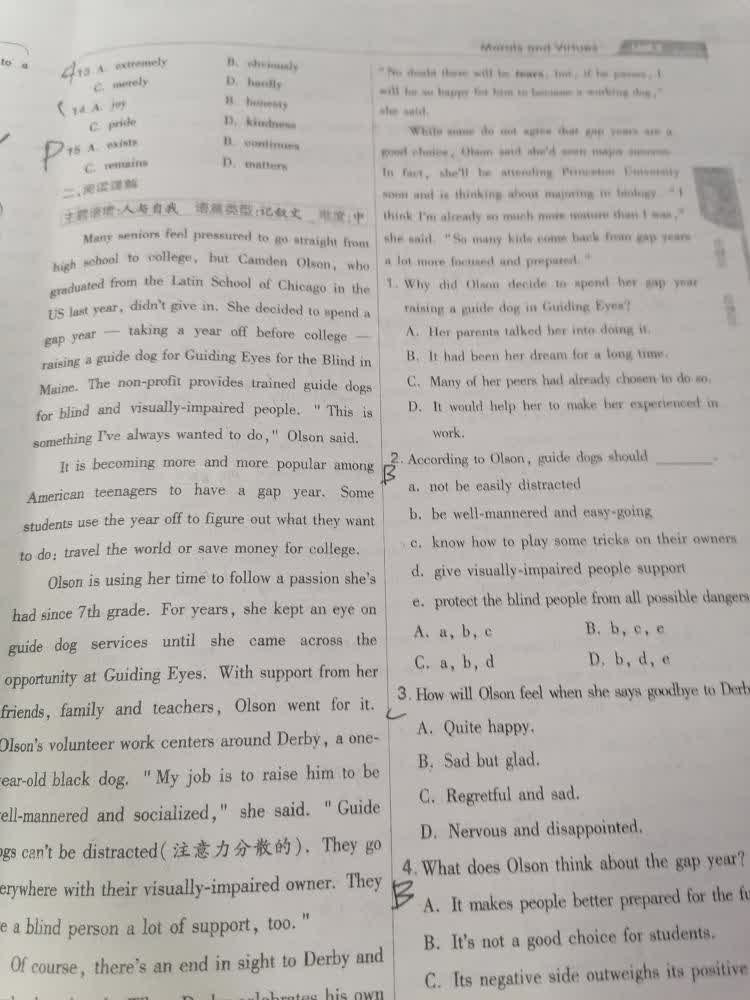 Morals and Virtues
to a
13 A. extremely B. obviously
C. merely D. hardly
14 A. joy B. honesty
C. pride D. kindness
15 A. exists B. continues
C. remains D. matters
二、阅读理解
主题语境:人与自我 语篇类型:记叙文 难度:中
Many seniors feel pressured to go straight from
high school to college, but Camden Olson, who
graduated from the Latin School of Chicago in the
US last year, didn't give in. She decided to spend a
gap year — taking a year off before college —
raising a guide dog for Guiding Eyes for the Blind in
Maine. The non-profit provides trained guide dogs
for blind and visually-impaired people. "This is
something I've always wanted to do," Olson said.
It is becoming more and more popular among
American teenagers to have a gap year. Some
students use the year off to figure out what they want
to do: travel the world or save money for college.
Olson is using her time to follow a passion she's
had since 7th grade. For years, she kept an eye on
guide dog services until she came across the
opportunity at Guiding Eyes. With support from her
friends, family and teachers, Olson went for it.
Olson's volunteer work centers around Derby, a one-
ear-old black dog. "My job is to raise him to be
ell-mannered and socialized," she said. "Guide
ogs can't be distracted(注意力分散的). They go
erywhere with their visually-impaired owner. They
e a blind person a lot of support, too."
Of course, there's an end in sight to Derby and
Derby celebrates his own
"No doubt there will be tears, but, if he passes, I
will be so happy for him to become a working dog,"
she said.
While some do not agree that gap years are a
good choice, Olson said she'd seen major success.
In fact, she'll be attending Princeton University
soon and is thinking about majoring in biology. "I
think I'm already so much more mature than I was,"
she said. "So many kids come back from gap years
a lot more focused and prepared."
1. Why did Olson decide to spend her gap year
raising a guide dog in Guiding Eyes?
A. Her parents talked her into doing it.
B. It had been her dream for a long time.
C. Many of her peers had already chosen to do so.
D. It would help her to make her experienced in
work.
2. According to Olson, guide dogs should ______.
B
a. not be easily distracted
b. be well-mannered and easy-going
c. know how to play some tricks on their owners
d. give visually-impaired people support
e. protect the blind people from all possible dangers
A. a, b, c B. b, c, e
C. a, b, d D. b, d, e
3. How will Olson feel when she says goodbye to Derb
A. Quite happy.
B. Sad but glad.
C. Regretful and sad.
D. Nervous and disappointed.
4. What does Olson think about the gap year?
B
A. It makes people better prepared for the fu
B. It's not a good choice for students.
C. Its negative side outweighs its positive